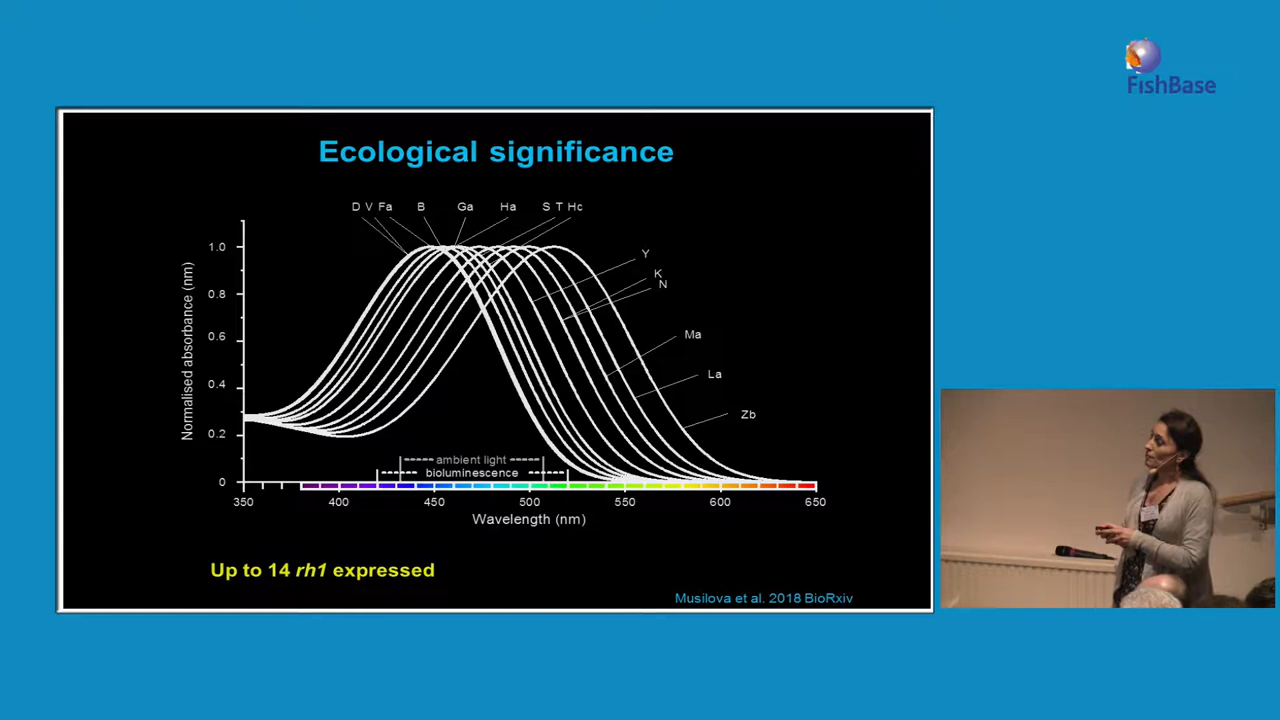 FishBase
Ecological significance
D V Fa B Ga Ha S T Hc
Y
K
N
Ma
La
Zb
Normalised absorbance (nm)
1.0
0.8
0.6
0.4
0.2
0
ambient light
bioluminescence
350 400 450 500 550 600 650
Wavelength (nm)
Up to 14 rh1 expressed
Musilova et al. 2018 BioRxiv